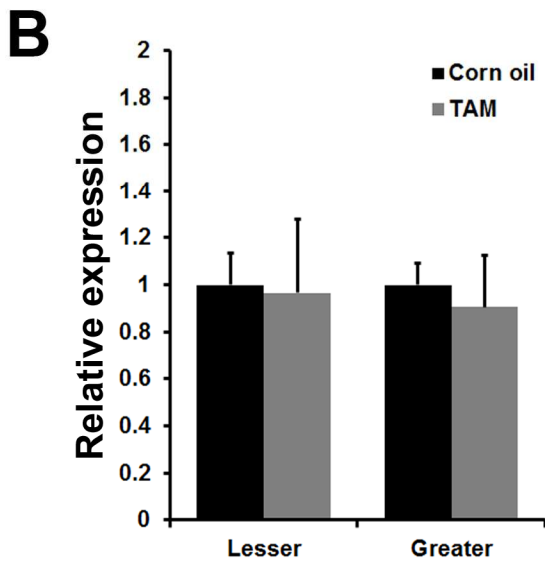 B
Relative expression
2
1.8
1.6
1.4
1.2
1
0.8
0.6
0.4
0.2
0
Corn oil
TAM
Lesser
Greater